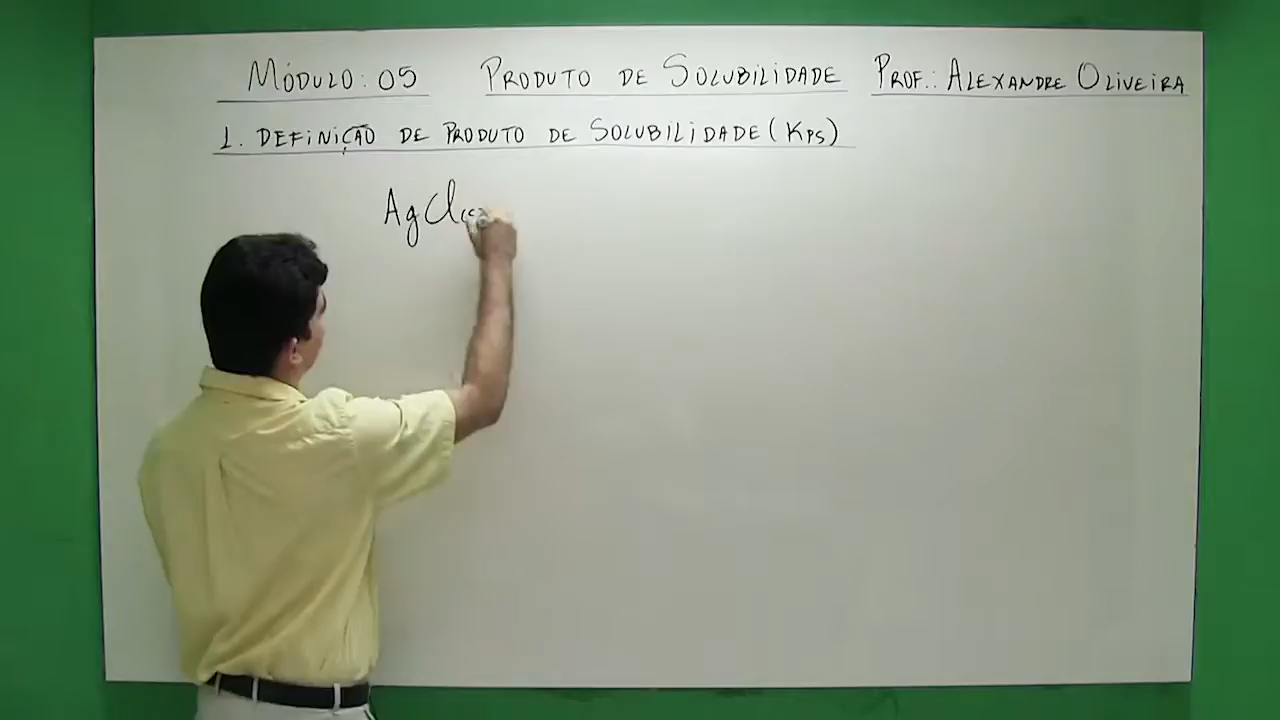 MÓDULO: 05 PRODUTO DE SOLUBILIDADE PROF.: ALEXANDRE OLIVEIRA
1. DEFINIÇÃO DE PRODUTO DE SOLUBILIDADE (KPS)
AgCl(s)